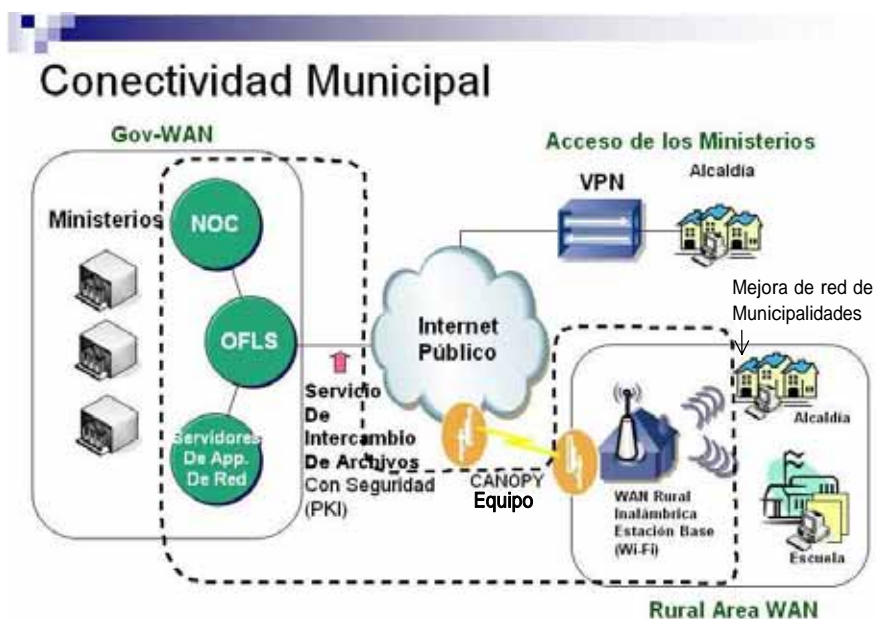 Conectividad Municipal
Gov-WAN
Acceso de los Ministerios
VPN
Alcaldía
Ministerios
NOC
Mejora de red de
Municipalidades
Internet
Público
OFLS
Servicio
De
Intercambio
De Archivos
Con Seguridad
(PKI)
Servidores
De App.
De Red
CANOPY
Equipo
WAN Rural
Inalámbrica
Estación Base
(Wi-Fi)
Alcaldía
Escuela
Rural Area WAN